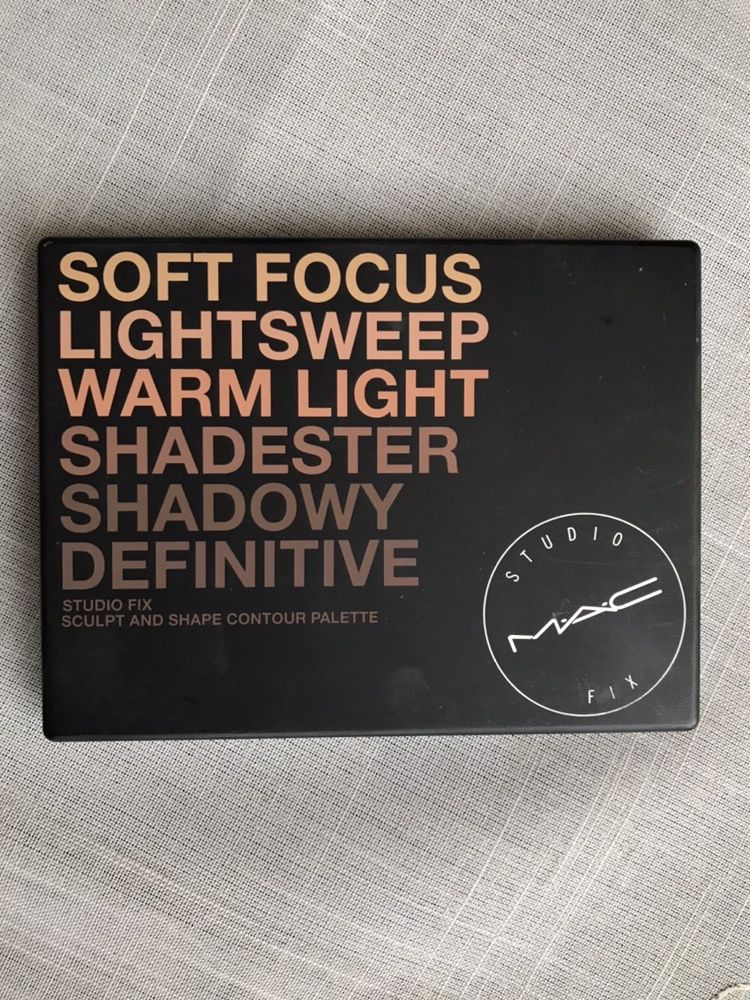 SOFT FOCUS
LIGHTSWEEP
WARM LIGHT
SHADESTER
SHADOWY
DEFINITIVE
STUDIO FIX
SCULPT AND SHAPE CONTOUR PALETTE
STUDIO
M·A·C
FIX